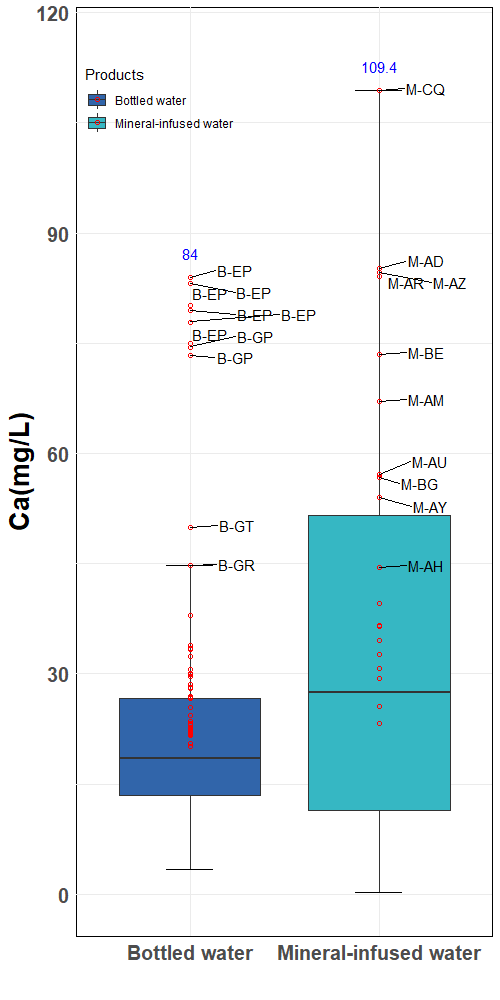 120
109.4
Products
M-CQ
Bottled water
Mineral-infused water
90
84
M-AD
B-EP
M-AR
M-AZ
B-EP
B-EP
B-EP
B-EP
B-EP
B-GP
M-BE
B-GP
M-AM
60
M-AU
M-BG
M-AY
B-GT
B-GR
M-AH
Ca(mg/L)
30
0
Bottled water
Mineral-infused water